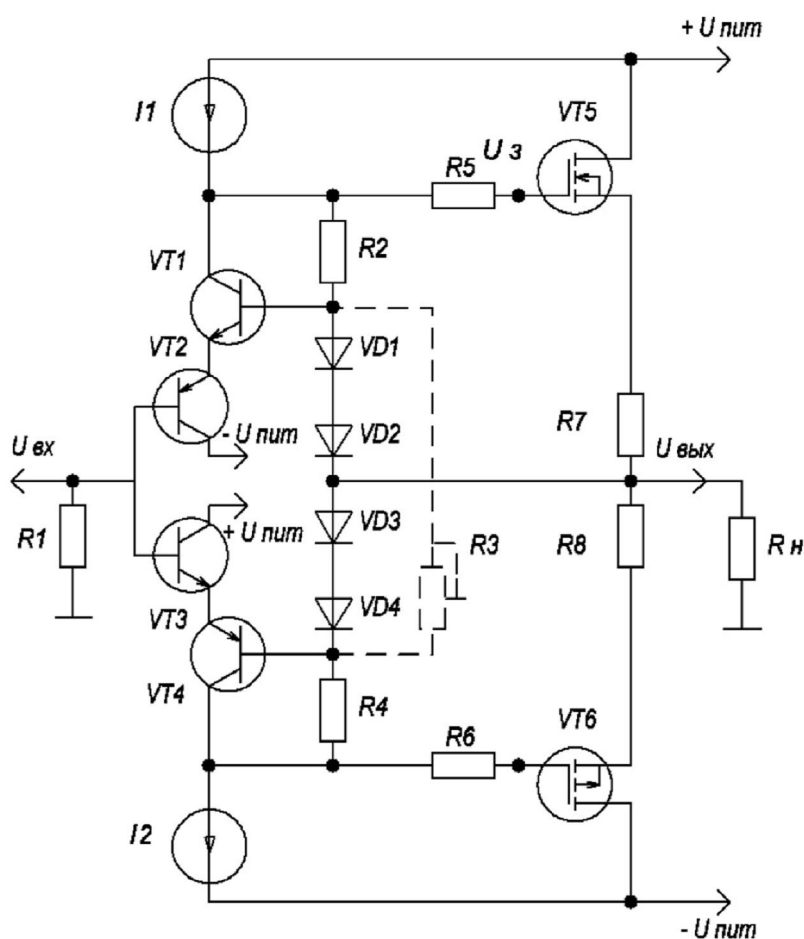 + U пит
I1
VT5
U з
R5
R2
VT1
VD1
VT2
- U пит
VD2
R7
U вх
U вых
+ U пит
VD3
R1
R3
R8
R н
VT3
VD4
VT4
R4
R6
VT6
I2
- U пит